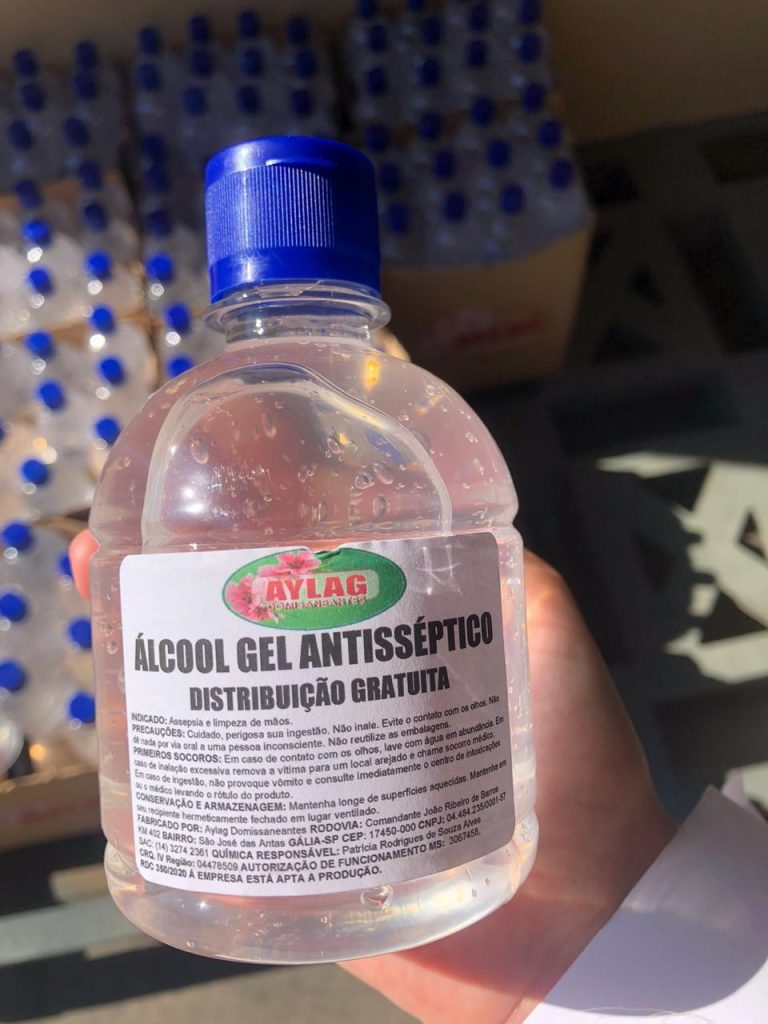 AYLAG
DOMISANEANTES
ÁLCOOL GEL ANTISSÉPTICO
DISTRIBUIÇÃO GRATUITA
INDICADO: Assepsia e limpeza de mãos.
PRECAUÇÕES: Cuidado, perigosa sua ingestão. Não inale. Evite o contato com os olhos. Não
dê nada por via oral a uma pessoa inconsciente. Não reutilize as embalagens.
PRIMEIROS SOCOROS: Em caso de contato com os olhos, lave com água em abundância. Em
caso de inalação excessiva remova a vítima para um local arejado e chame socorro médico.
Em caso de ingestão, não provoque vômito e consulte imediatamente o centro de intoxicações
ou o médico levando o rótulo do produto.
CONSERVAÇÃO E ARMAZENAGEM: Mantenha longe de superfícies aquecidas. Mantenha em
seu recipiente hermeticamente fechado em lugar ventilado.
FABRICADO POR: Aylag Domissaneantes RODOVIA: Comandante João Ribeiro de Barros
KM 402 BAIRRO: São José das Antas GÁLIA-SP CEP: 17450-000 CNPJ: 04.484.235/0001-57
SAC: (14) 3274 2361 QUÍMICA RESPONSÁVEL: Patrícia Rodrigues de Souza Alves
CRQ. IV Região: 04478509 AUTORIZAÇÃO DE FUNCIONAMENTO MS: 3067458,
RDC 350/2020 Á EMPRESA ESTÁ APTA A PRODUÇÃO.